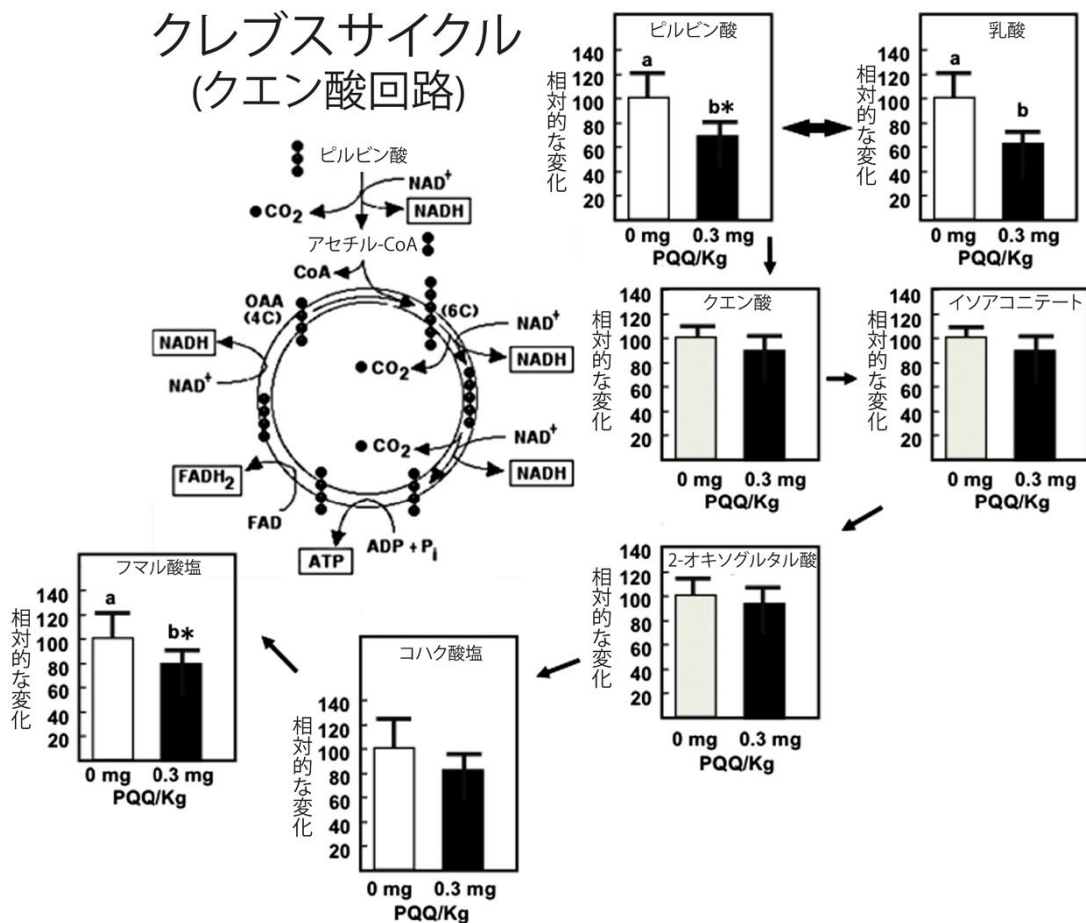 クレブスサイクル
(クエン酸回路)
ピルビン酸
NAD+
CO2
NADH
アセチル-CoA
CoA
OAA
(4C)
(6C)
NAD+
NADH
CO2
NADH
NAD+
CO2
NAD+
NADH
FADH2
FAD
ATP
ADP + Pi
ピルビン酸
相対的な変化
140
120
100
80
60
40
20
a
b*
0 mg 0.3 mg
PQQ/Kg
乳酸
相対的な変化
140
120
100
80
60
40
20
a
b
0 mg 0.3 mg
PQQ/Kg
クエン酸
相対的な変化
140
120
100
80
60
40
20
0 mg 0.3 mg
PQQ/Kg
イソアコニテート
相対的な変化
140
120
100
80
60
40
20
0 mg 0.3 mg
PQQ/Kg
2-オキソグルタル酸
相対的な変化
140
120
100
80
60
40
20
0 mg 0.3 mg
PQQ/Kg
コハク酸塩
相対的な変化
140
120
100
80
60
40
20
0 mg 0.3 mg
PQQ/Kg
フマル酸塩
相対的な変化
140
120
100
80
60
40
20
a
b*
0 mg 0.3 mg
PQQ/Kg